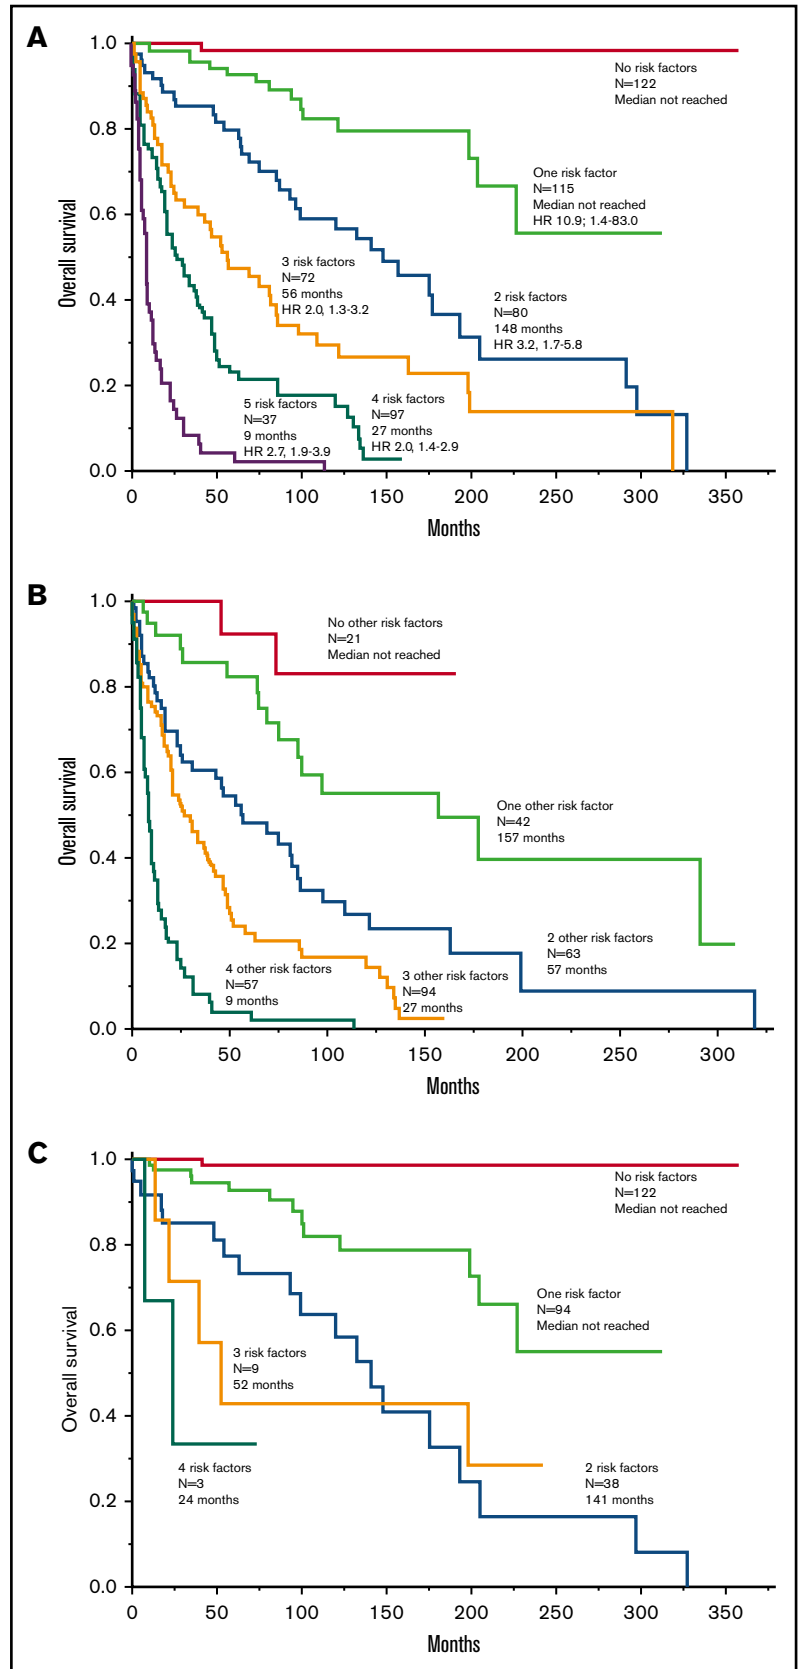 A
1.0
0.8
0.6
0.4
0.2
0.0
Overall survival
No risk factors
N=122
Median not reached
One risk factor
N=115
Median not reached
HR 10.9; 1.4-83.0
3 risk factors
N=72
56 months
HR 2.0, 1.3-3.2
2 risk factors
N=80
148 months
HR 3.2, 1.7-5.8
5 risk factors
N=37
9 months
HR 2.7, 1.9-3.9
4 risk factors
N=97
27 months
HR 2.0, 1.4-2.9
0 50 100 150 200 250 300 350
Months
B
1.0
0.8
0.6
0.4
0.2
0.0
Overall survival
No other risk factors
N=21
Median not reached
One other risk factor
N=42
157 months
2 other risk factors
N=63
57 months
4 other risk factors
N=57
9 months
3 other risk factors
N=94
27 months
0 50 100 150 200 250 300
Months
C
1.0
0.8
0.6
0.4
0.2
0.0
Overall survival
No risk factors
N=122
Median not reached
One risk factor
N=94
Median not reached
3 risk factors
N=9
52 months
4 risk factors
N=3
24 months
2 risk factors
N=38
141 months
0 50 100 150 200 250 300 350
Months